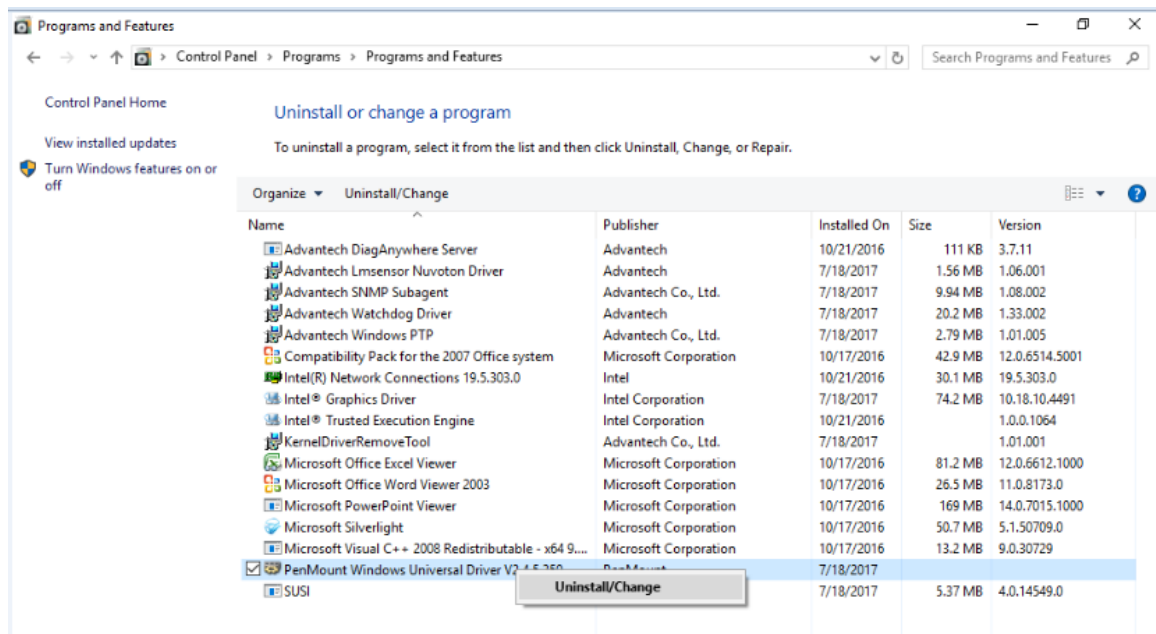 Programs and Features
Control Panel > Programs > Programs and Features
Search Programs and Features
Control Panel Home
View installed updates
Turn Windows features on or
off
Uninstall or change a program
To uninstall a program, select it from the list and then click Uninstall, Change, or Repair.
Organize Uninstall/Change
Name Publisher Installed On Size Version
Advantech DiagAnywhere Server Advantech 10/21/2016 111 KB 3.7.11
Advantech Lmsensor Nuvoton Driver Advantech 7/18/2017 1.56 MB 1.06.001
Advantech SNMP Subagent Advantech Co., Ltd. 7/18/2017 9.94 MB 1.08.002
Advantech Watchdog Driver Advantech 7/18/2017 20.2 MB 1.33.002
Advantech Windows PTP Advantech Co., Ltd. 7/18/2017 2.79 MB 1.01.005
Compatibility Pack for the 2007 Office system Microsoft Corporation 10/17/2016 42.9 MB 12.0.6514.5001
Intel(R) Network Connections 19.5.303.0 Intel 10/21/2016 30.1 MB 19.5.303.0
Intel® Graphics Driver Intel Corporation 7/18/2017 74.2 MB 10.18.10.4491
Intel® Trusted Execution Engine Intel Corporation 10/21/2016 1.0.0.1064
KernelDriverRemoveTool Advantech Co., Ltd. 7/18/2017 1.01.001
Microsoft Office Excel Viewer Microsoft Corporation 10/17/2016 81.2 MB 12.0.6612.1000
Microsoft Office Word Viewer 2003 Microsoft Corporation 10/17/2016 26.5 MB 11.0.8173.0
Microsoft PowerPoint Viewer Microsoft Corporation 10/17/2016 169 MB 14.0.7015.1000
Microsoft Silverlight Microsoft Corporation 10/17/2016 50.7 MB 5.1.50709.0
Microsoft Visual C++ 2008 Redistributable - x64 9.... Microsoft Corporation 10/17/2016 13.2 MB 9.0.30729
PenMount Windows Universal Driver 7/18/2017
Uninstall/Change
SUSI 7/18/2017 5.37 MB 4.0.14549.0